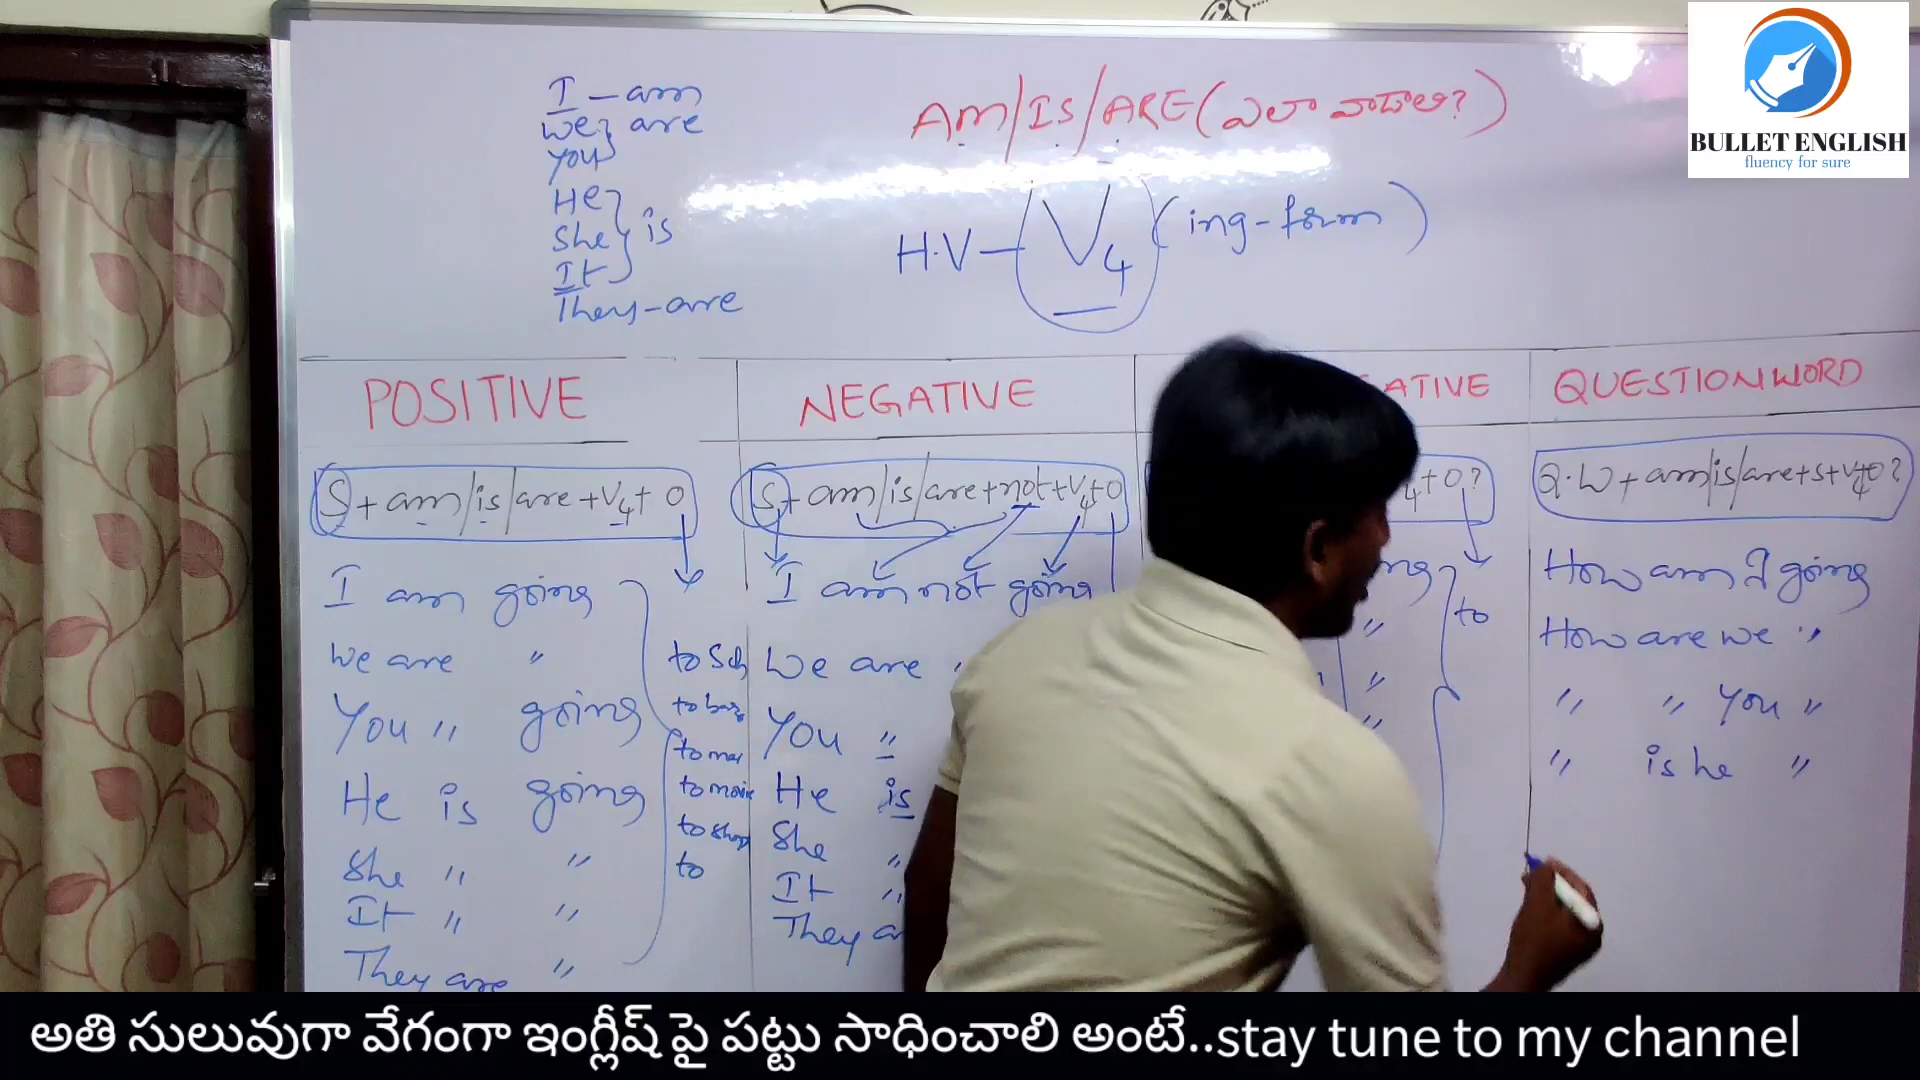 I - am
We } are
You
He }
She } is
It
They - are
AM/IS/ARE (ఎలా వాడాలి?)
H.V - V4 (ing-form)
BULLET ENGLISH
fluency for sure
POSITIVE
S + am/is/are + V4 + O
I am going
We are "
You " going
He is going
She " "
It " "
They are "
to Sch
to
to
to
to shop
to
NEGATIVE
S + am/is/are + not + V4 + O
I am not going
We are "
You "
He is
She "
It "
They
ATIVE
4 + O?
"
"
"
to
QUESTION WORD
Q.W + am/is/are + S + V4 + O?
How am I going
How are we "
" " You "
" is he "
అతి సులువుగా వేగంగా ఇంగ్లీష్ పై పట్టు సాధించాలి అంటే..stay tune to my channel